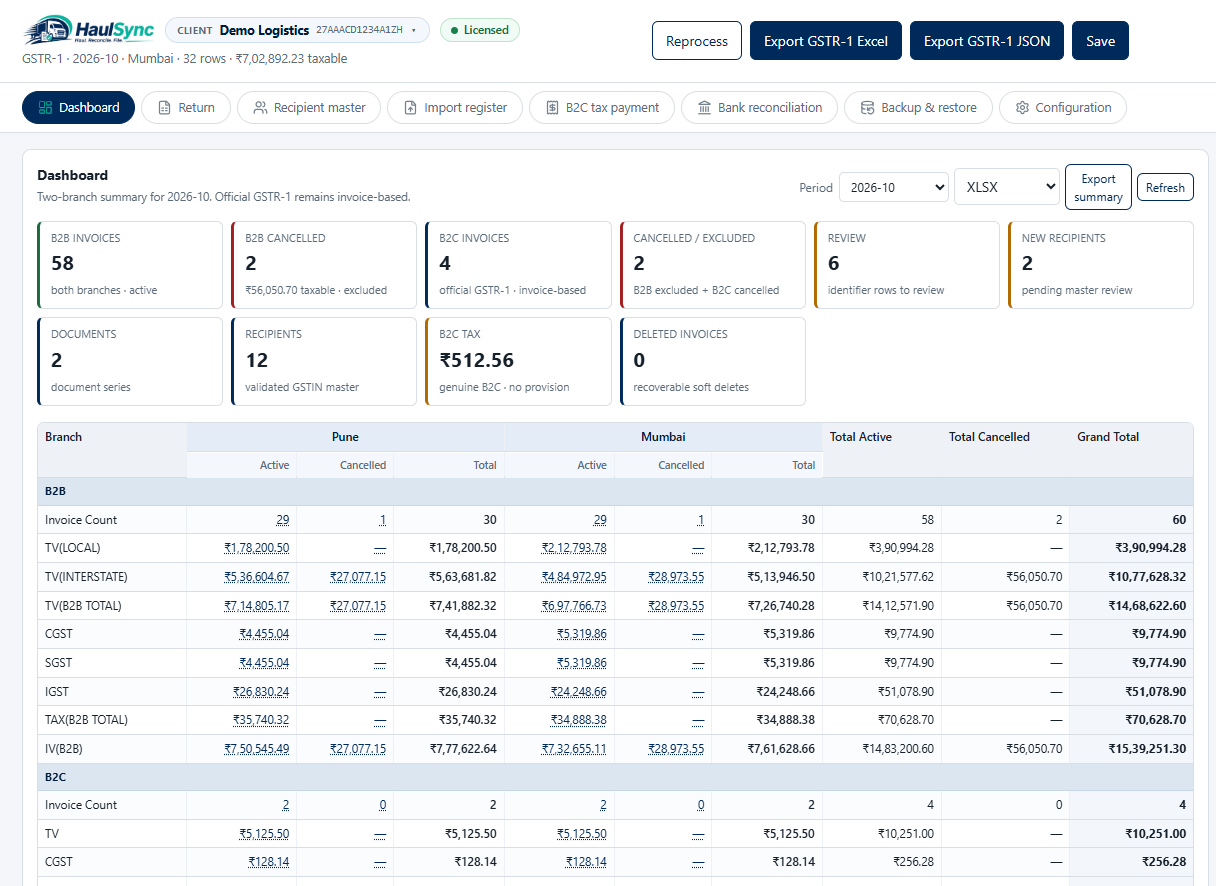 HaulSync
Haul. Reconcile. File.
CLIENT Demo Logistics 27AAACD1234A1ZH
Licensed
Reprocess
Export GSTR-1 Excel
Export GSTR-1 JSON
Save
GSTR-1 · 2026-10 · Mumbai · 32 rows · ₹7,02,892.23 taxable
Dashboard
Return
Recipient master
Import register
B2C tax payment
Bank reconciliation
Backup & restore
Configuration
Dashboard
Two-branch summary for 2026-10. Official GSTR-1 remains invoice-based.
Period 2026-10
XLSX
Export
summary
Refresh
B2B INVOICES
58
both branches · active
B2B CANCELLED
2
₹56,050.70 taxable · excluded
B2C INVOICES
4
official GSTR-1 · invoice-based
CANCELLED / EXCLUDED
2
B2B excluded + B2C cancelled
REVIEW
6
identifier rows to review
NEW RECIPIENTS
2
pending master review
DOCUMENTS
2
document series
RECIPIENTS
12
validated GSTIN master
B2C TAX
₹512.56
genuine B2C · no provision
DELETED INVOICES
0
recoverable soft deletes
Branch Pune Mumbai Total Active Total Cancelled Grand Total
Active Cancelled Total Active Cancelled Total
B2B
Invoice Count 29 1 30 29 1 30 58 2 60
TV(LOCAL) ₹1,78,200.50 — ₹1,78,200.50 ₹2,12,793.78 — ₹2,12,793.78 ₹3,90,994.28 — ₹3,90,994.28
TV(INTERSTATE) ₹5,36,604.67 ₹27,077.15 ₹5,63,681.82 ₹4,84,972.95 ₹28,973.55 ₹5,13,946.50 ₹10,21,577.62 ₹56,050.70 ₹10,77,628.32
TV(B2B TOTAL) ₹7,14,805.17 ₹27,077.15 ₹7,41,882.32 ₹6,97,766.73 ₹28,973.55 ₹7,26,740.28 ₹14,12,571.90 ₹56,050.70 ₹14,68,622.60
CGST ₹4,455.04 — ₹4,455.04 ₹5,319.86 — ₹5,319.86 ₹9,774.90 — ₹9,774.90
SGST ₹4,455.04 — ₹4,455.04 ₹5,319.86 — ₹5,319.86 ₹9,774.90 — ₹9,774.90
IGST ₹26,830.24 — ₹26,830.24 ₹24,248.66 — ₹24,248.66 ₹51,078.90 — ₹51,078.90
TAX(B2B TOTAL) ₹35,740.32 — ₹35,740.32 ₹34,888.38 — ₹34,888.38 ₹70,628.70 — ₹70,628.70
IV(B2B) ₹7,50,545.49 ₹27,077.15 ₹7,77,622.64 ₹7,32,655.11 ₹28,973.55 ₹7,61,628.66 ₹14,83,200.60 ₹56,050.70 ₹15,39,251.30
B2C
Invoice Count 2 0 2 2 0 2 4 0 4
TV ₹5,125.50 — ₹5,125.50 ₹5,125.50 — ₹5,125.50 ₹10,251.00 — ₹10,251.00
CGST ₹128.14 — ₹128.14 ₹128.14 — ₹128.14 ₹256.28 — ₹256.28